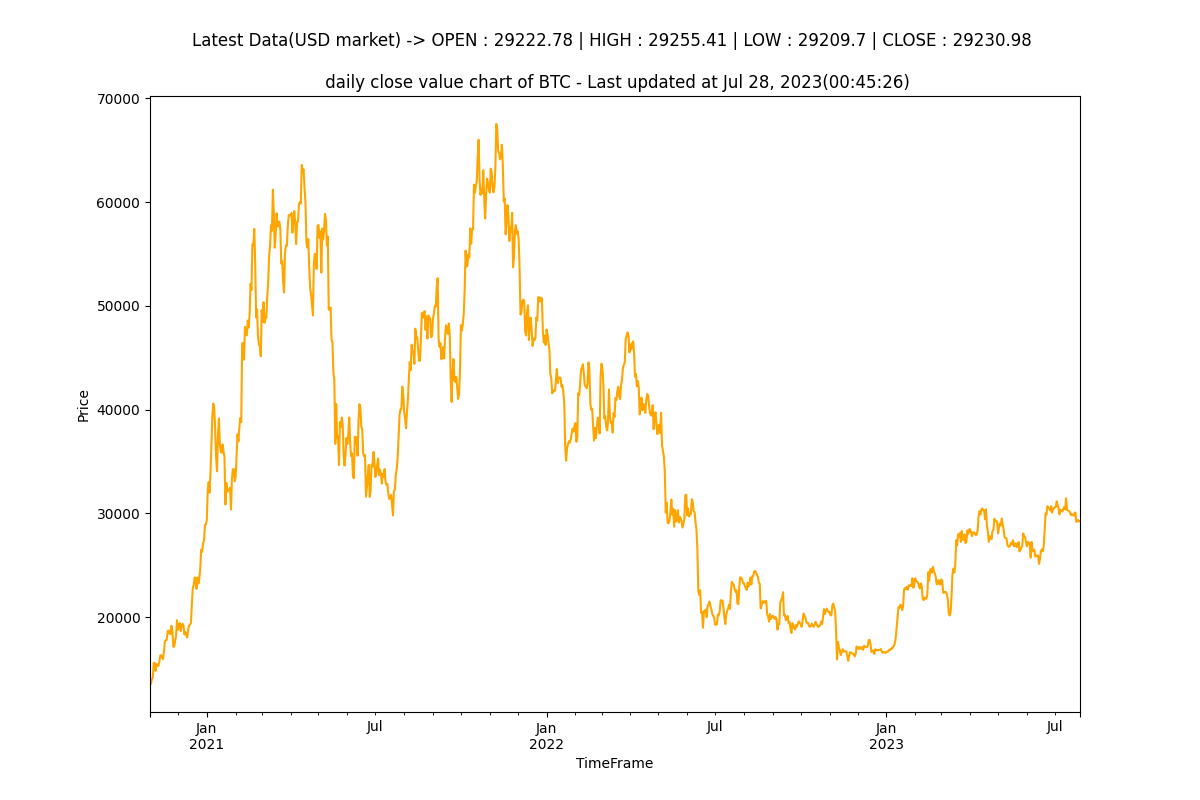 Latest Data(USD market) -> OPEN : 29222.78 | HIGH : 29255.41 | LOW : 29209.7 | CLOSE : 29230.98
daily close value chart of BTC - Last updated at Jul 28, 2023(00:45:26)
70000
60000
50000
40000
30000
20000
Price
Jan
2021
Jul
Jan
2022
Jul
Jan
2023
Jul
TimeFrame